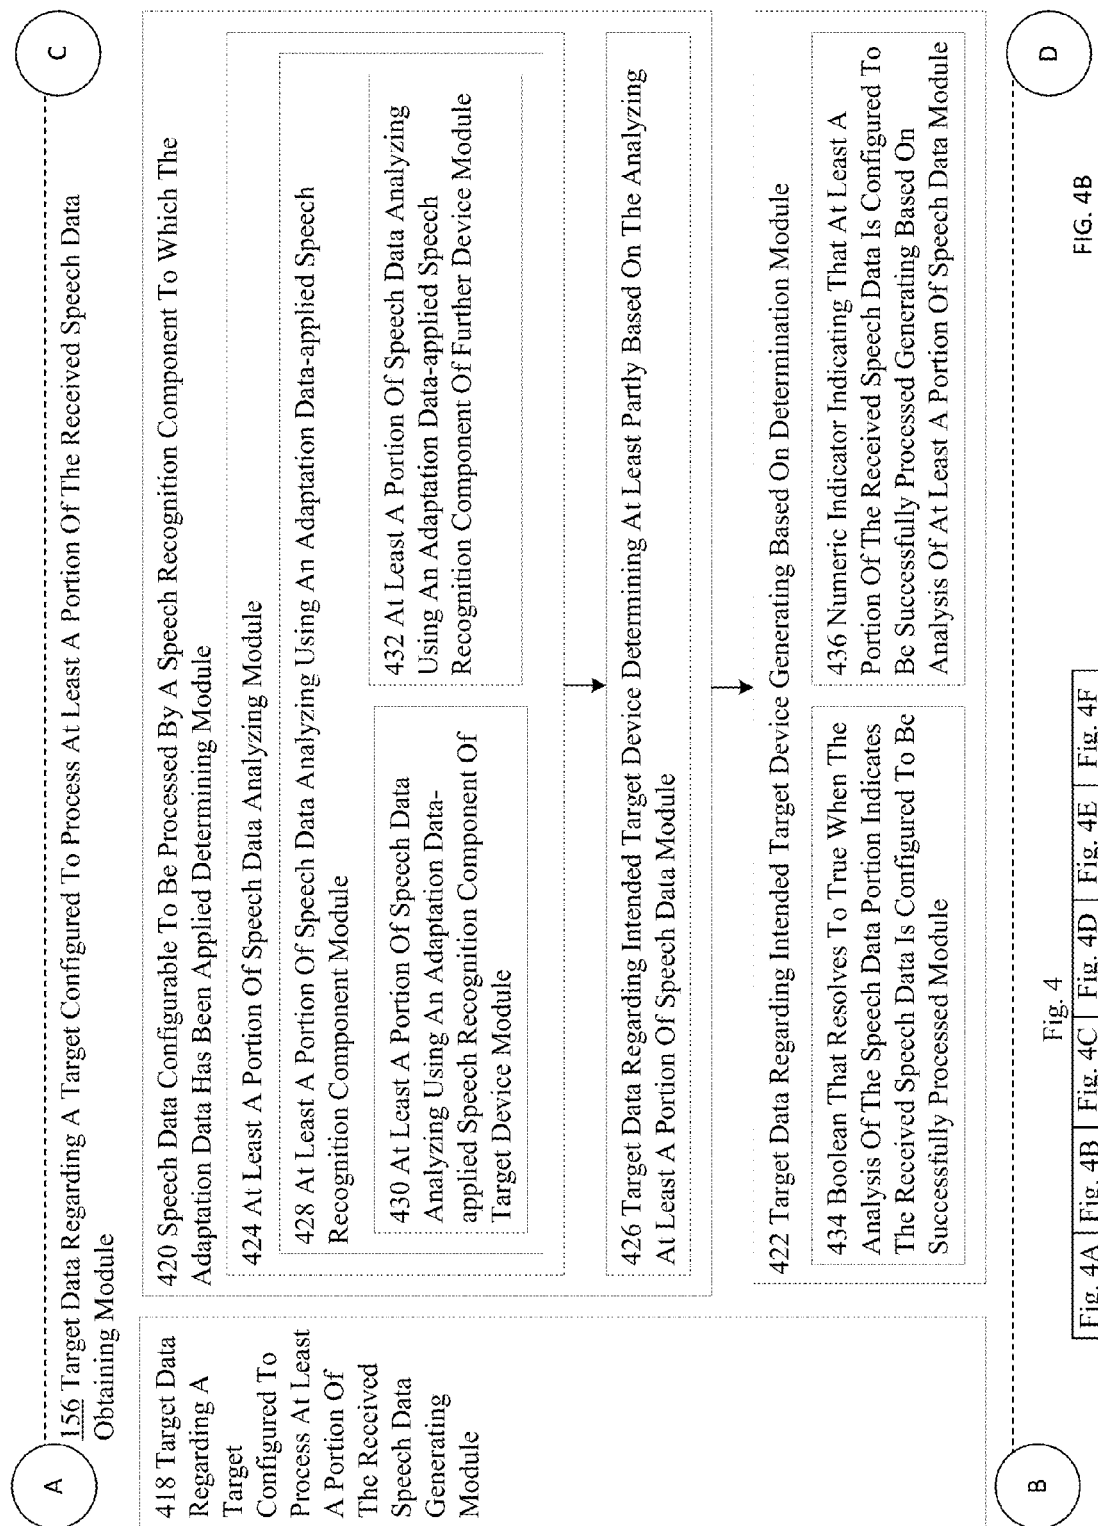 A
C
156 Target Data Regarding A Target Configured To Process At Least A Portion Of The Received Speech Data
Obtaining Module
418 Target Data
Regarding A
Target
Configured To
Process At Least
A Portion Of
The Received
Speech Data
Generating
Module
420 Speech Data Configurable To Be Processed By A Speech Recognition Component To Which The
Adaptation Data Has Been Applied Determining Module
424 At Least A Portion Of Speech Data Analyzing Module
428 At Least A Portion Of Speech Data Analyzing Using An Adaptation Data-applied Speech
Recognition Component Module
430 At Least A Portion Of Speech Data
Analyzing Using An Adaptation Data-
applied Speech Recognition Component Of
Target Device Module
432 At Least A Portion Of Speech Data Analyzing
Using An Adaptation Data-applied Speech
Recognition Component Of Further Device Module
426 Target Data Regarding Intended Target Device Determining At Least Partly Based On The Analyzing
At Least A Portion Of Speech Data Module
422 Target Data Regarding Intended Target Device Generating Based On Determination Module
434 Boolean That Resolves To True When The
Analysis Of The Speech Data Portion Indicates
The Received Speech Data Is Configured To Be
Successfully Processed Module
436 Numeric Indicator Indicating That At Least A
Portion Of The Received Speech Data Is Configured To
Be Successfully Processed Generating Based On
Analysis Of At Least A Portion Of Speech Data Module
B
D
Fig. 4
Fig. 4A Fig. 4B Fig. 4C Fig. 4D Fig. 4E Fig. 4F
FIG. 4B